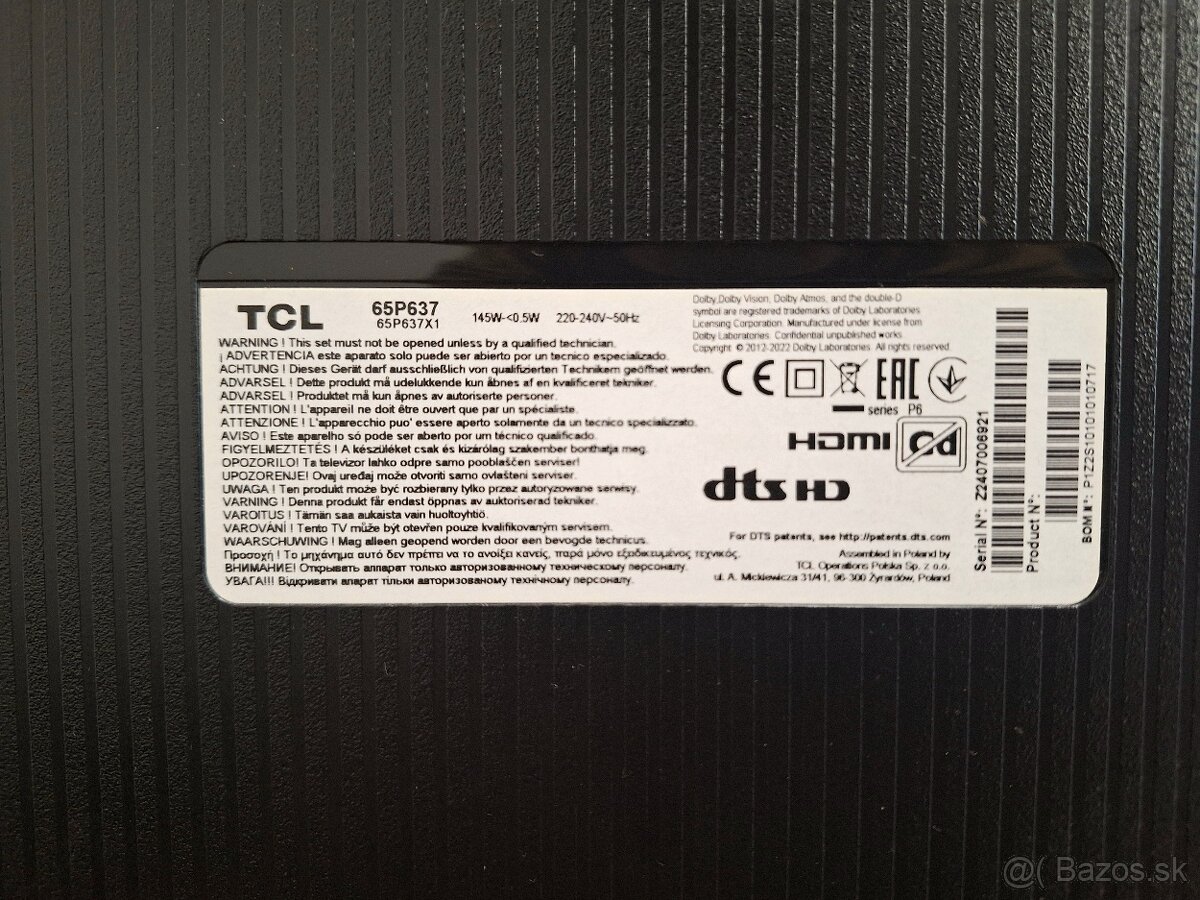 TCL
65P637
65P637X1
145W-<0.5W 220-240V~50Hz
WARNING ! This set must not be opened unless by a qualified technician.
¡ ADVERTENCIA este aparato solo puede ser abierto por un tecnico especializado.
ACHTUNG ! Dieses Gerät darf ausschließlich von qualifizierten Technikern geöffnet werden.
ADVARSEL ! Dette produkt må udelukkende kun åbnes af en kvalificeret tekniker.
ADVARSEL ! Produktet må kun åpnes av autoriserte personer.
ATTENTION ! L'appareil ne doit être ouvert que par un spécialiste.
ATTENZIONE ! L'apparecchio puo' essere aperto solamente da un tecnico specializzato.
AVISO ! Este aparelho só pode ser aberto por um técnico qualificado.
FIGYELMEZTETÉS ! A készüléket csak és kizárólag szakember bonthatja meg.
OPOZORILO! Ta televizor lahko odpre samo pooblaščen serviser!
UPOZORENJE! Ovaj uređaj može otvoriti samo ovlašteni serviser.
UWAGA ! Ten produkt może być rozbierany tylko przez autoryzowane serwisy.
VARNING ! Denna produkt får endast öppnas av auktoriserad tekniker.
VAROITUS ! Tämän saa aukaista vain huoltoyhtiö.
VAROVÁNÍ ! Tento TV může být otevřen pouze kvalifikovaným servisem.
WAARSCHUWING ! Mag alleen geopend worden door een bevogde technicus.
Προσοχή ! Το μηχάνημα αυτό δεν πρέπει να το ανοίξει κανείς, παρά μόνο εξειδικευμένος τεχνικός.
ВНИМАНИЕ! Открывать аппарат только авторизованному техническому персоналу.
УВАГА!!! Відкривати апарат тільки авторизованому технічному персоналу.
Dolby, Dolby Vision, Dolby Atmos, and the double-D
symbol are registered trademarks of Dolby Laboratories
Licensing Corporation. Manufactured under license from
Dolby Laboratories. Confidential unpublished works.
Copyright © 2012-2022 Dolby Laboratories. All rights reserved.
CE EAC
series P6
HDMI
dts HD
For DTS patents, see http://patents.dts.com
Assembled in Poland by
TCL Operations Polska Sp. z o.o.
ul. A. Mickiewicza 31/41, 96-300 Żyrardów, Poland
Serial N°: Z24070006921
Product N°:
BOM N°: P1Z2S10101010717
@( Bazos.sk